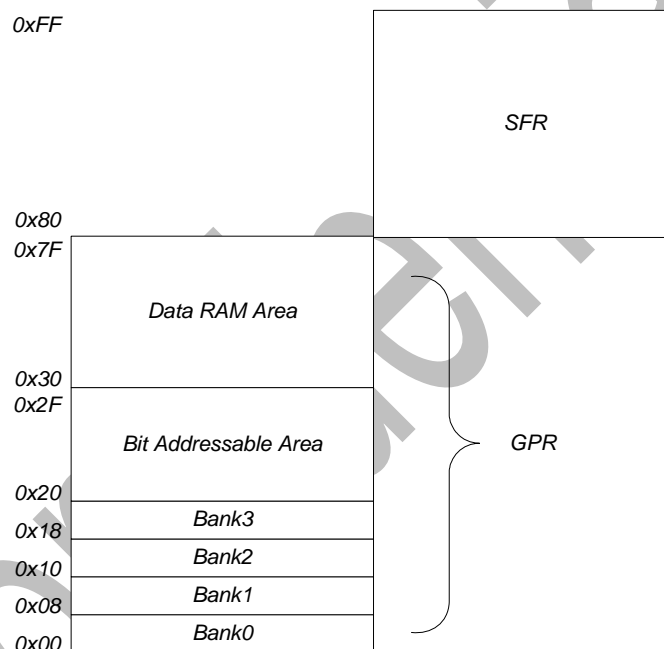 0xFF
SFR
0x80
0x7F
Data RAM Area
0x30
0x2F
Bit Addressable Area
GPR
0x20
Bank3
0x18
Bank2
0x10
Bank1
0x08
Bank0
0x00